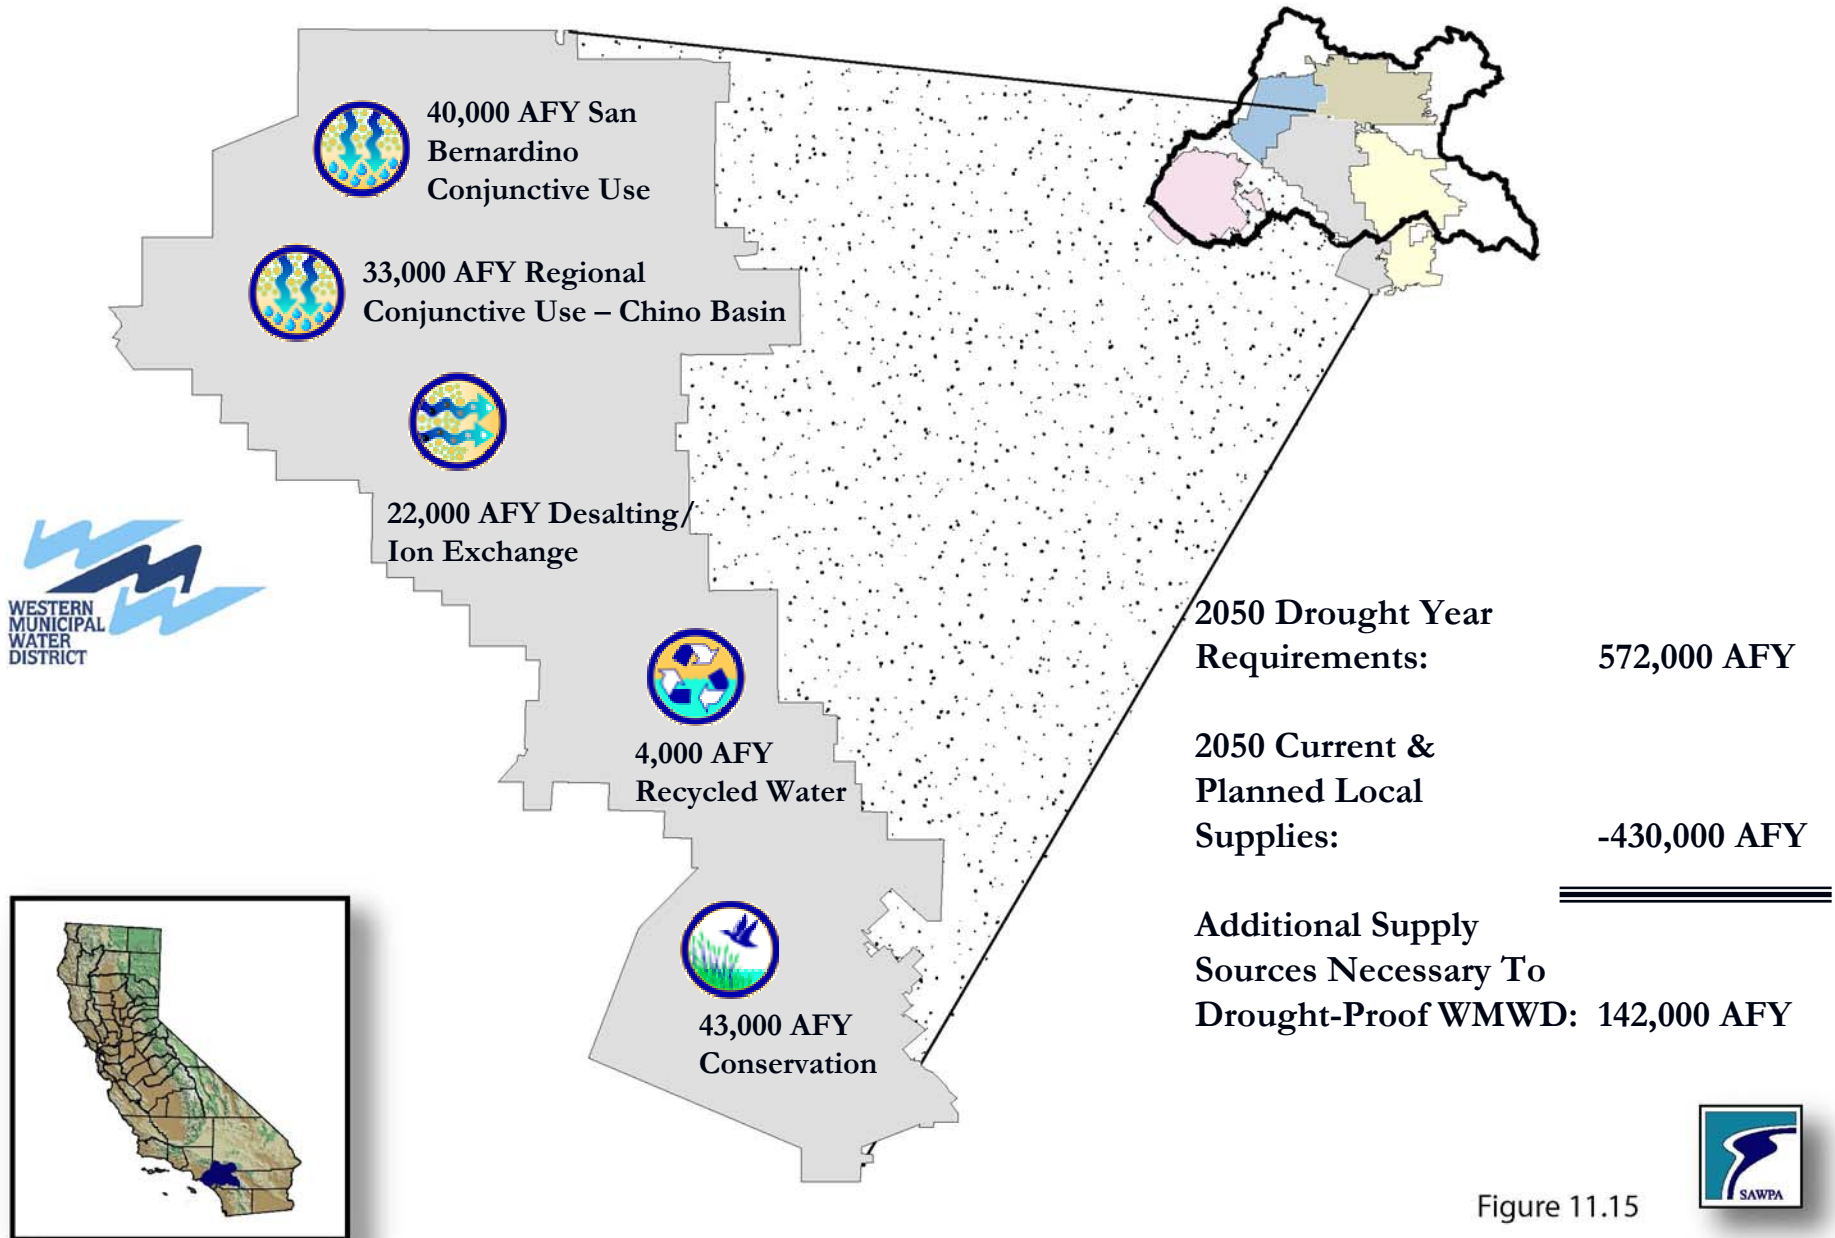 40,000 AFY San
Bernardino
Conjunctive Use
33,000 AFY Regional
Conjunctive Use – Chino Basin
22,000 AFY Desalting/
Ion Exchange
WESTERN
MUNICIPAL
WATER
DISTRICT
4,000 AFY
Recycled Water
43,000 AFY
Conservation
2050 Drought Year
Requirements: 572,000 AFY
2050 Current &
Planned Local
Supplies: -430,000 AFY
Additional Supply
Sources Necessary To
Drought-Proof WMWD: 142,000 AFY
Figure 11.15
SAWPA